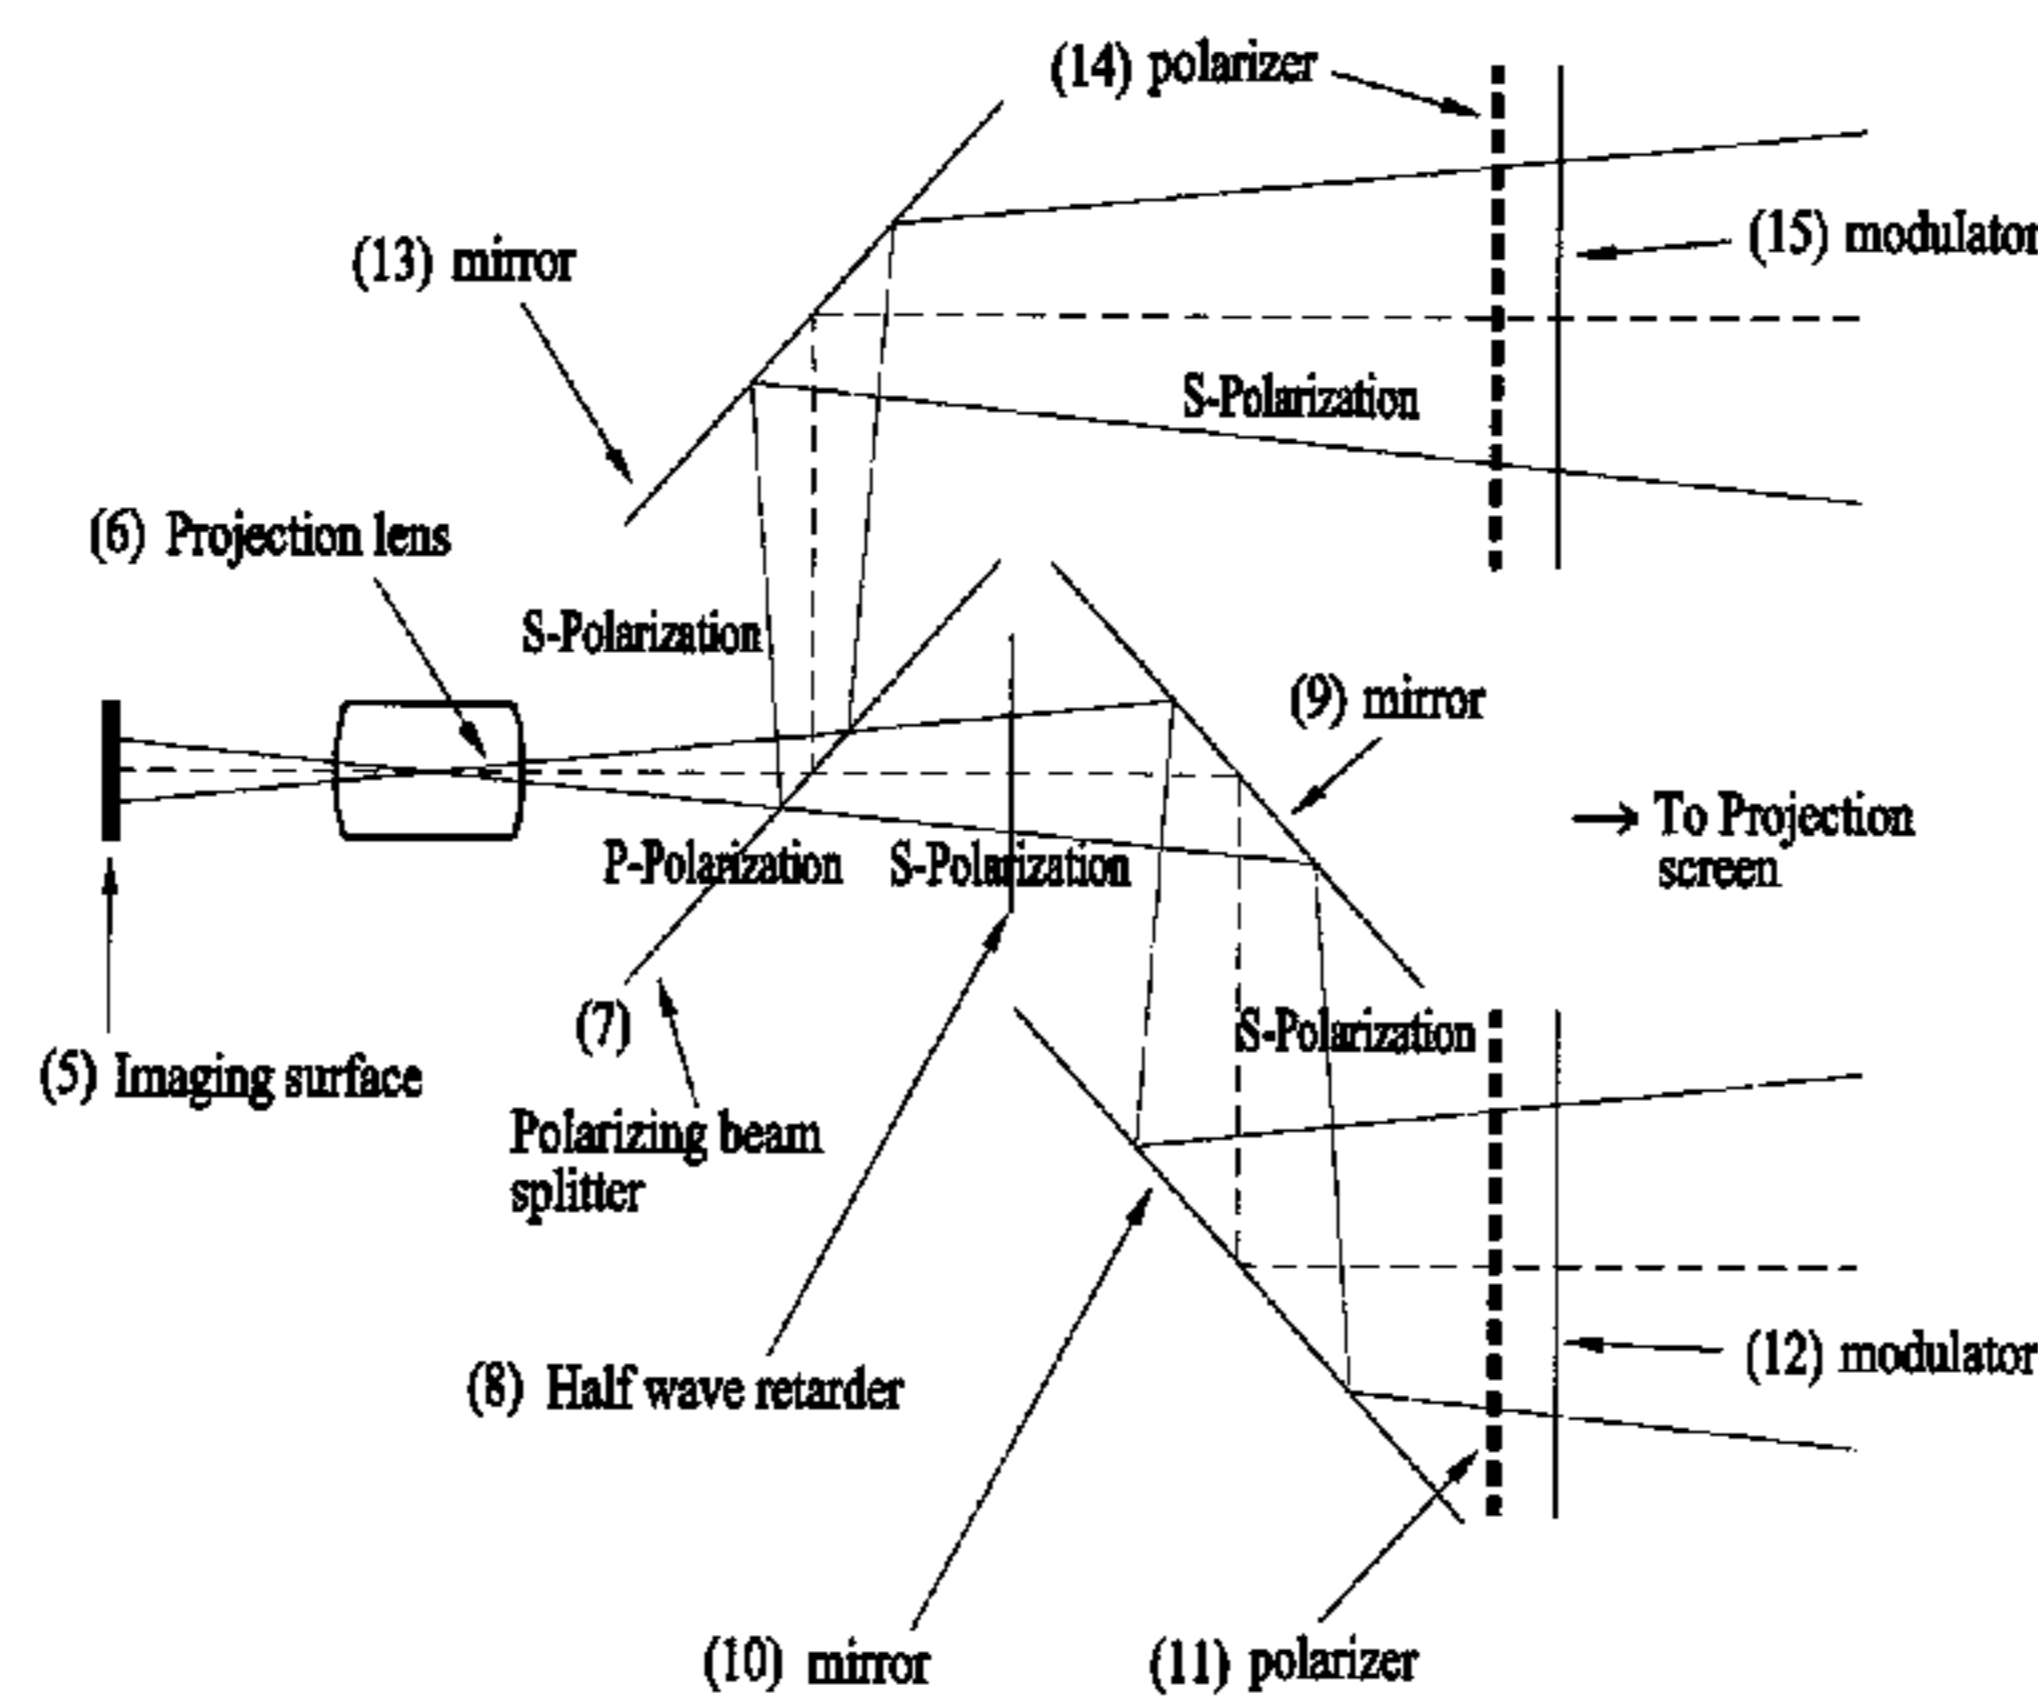 (14) polarizer
(15) modulator
(13) mirror
S-Polarization
(6) Projection lens
S-Polarization
(9) mirror
To Projection
screen
P-Polarization
S-Polarization
(7)
S-Polarization
(5) Imaging surface
Polarizing beam
splitter
(12) modulator
(8) Half wave retarder
(10) mirror
(11) polarizer